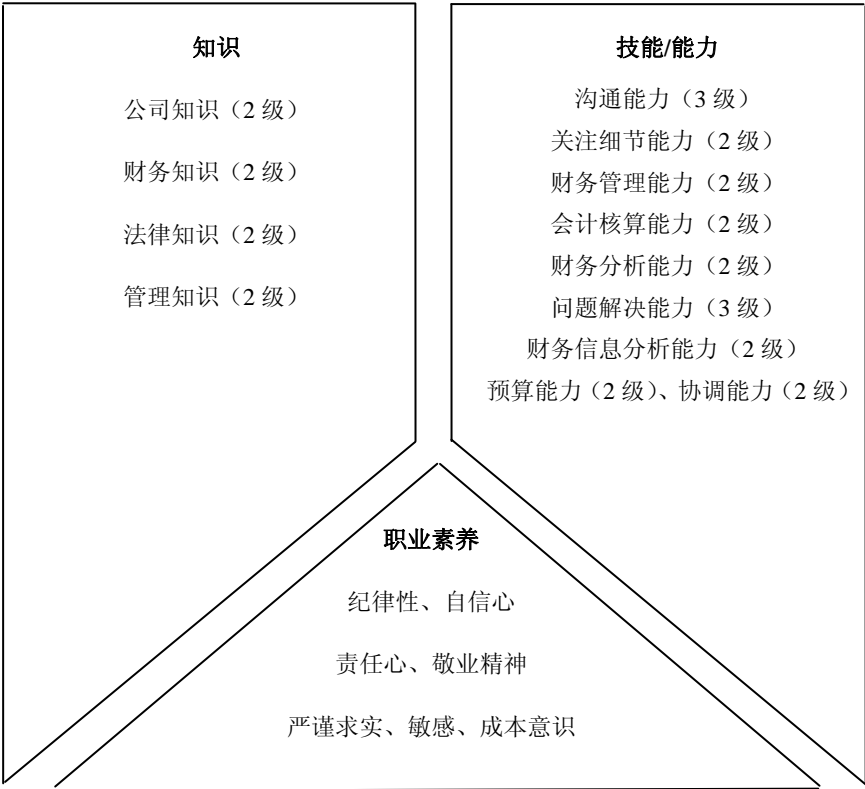 知识
公司知识（2 级）
财务知识（2 级）
法律知识（2 级）
管理知识（2 级）
技能/能力
沟通能力（3 级）
关注细节能力（2 级）
财务管理能力（2 级）
会计核算能力（2 级）
财务分析能力（2 级）
问题解决能力（3 级）
财务信息分析能力（2 级）
预算能力（2 级）、协调能力（2 级）
职业素养
纪律性、自信心
责任心、敬业精神
严谨求实、敏感、成本意识